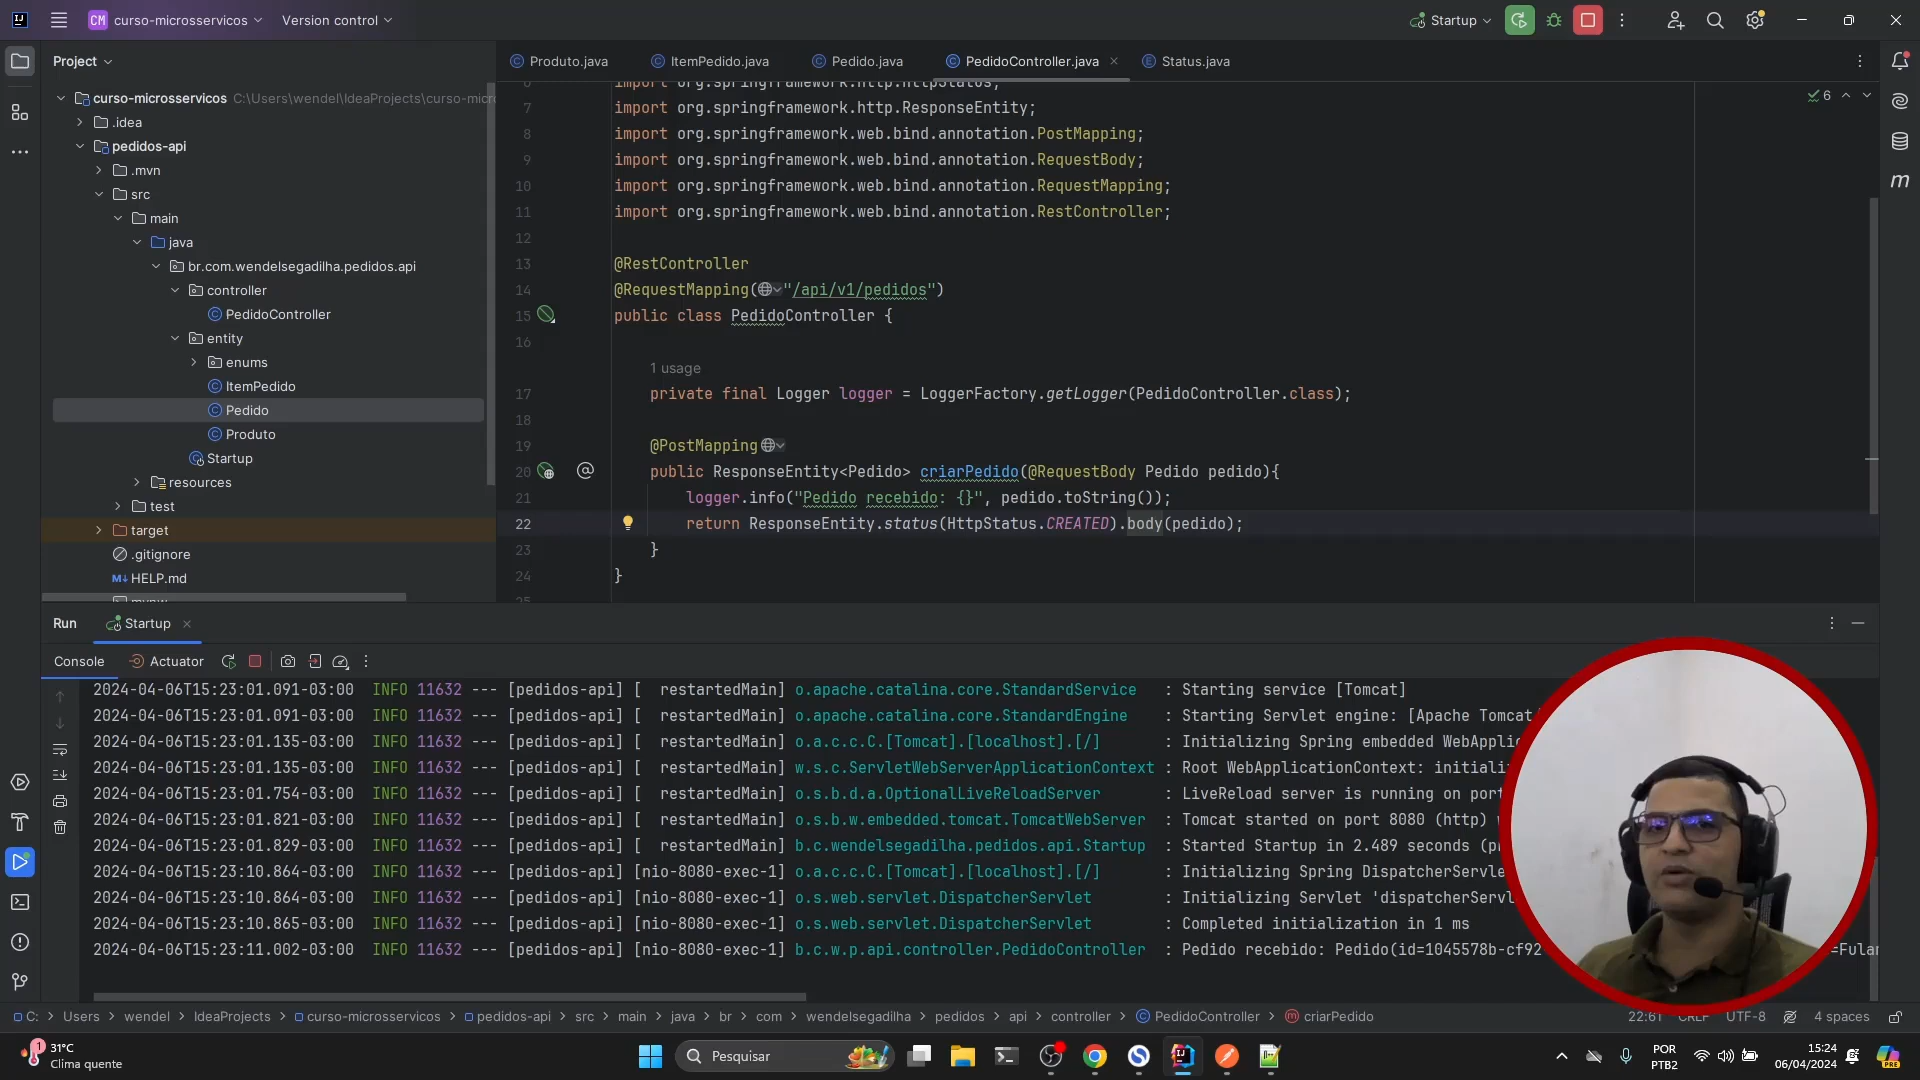 CM curso-microsservicos Version control Startup
Project
Produto.java ItemPedido.java Pedido.java PedidoController.java Status.java
curso-microsservicos C:\Users\wendel\IdeaProjects\curso-micro
.idea
pedidos-api
.mvn
src
main
java
br.com.wendelsegadilha.pedidos.api
controller
PedidoController
entity
enums
ItemPedido
Pedido
Produto
Startup
resources
test
target
.gitignore
M↓ HELP.md
6
7 import org.springframework.http.ResponseEntity;
8 import org.springframework.web.bind.annotation.PostMapping;
9 import org.springframework.web.bind.annotation.RequestBody;
10 import org.springframework.web.bind.annotation.RequestMapping;
11 import org.springframework.web.bind.annotation.RestController;
12
13 @RestController
14 @RequestMapping("/api/v1/pedidos")
15 public class PedidoController {
16
1 usage
17 private final Logger logger = LoggerFactory.getLogger(PedidoController.class);
18
19 @PostMapping
20 public ResponseEntity<Pedido> criarPedido(@RequestBody Pedido pedido){
21 logger.info("Pedido recebido: {}", pedido.toString());
22 return ResponseEntity.status(HttpStatus.CREATED).body(pedido);
23 }
24 }
Run Startup
Console Actuator
2024-04-06T15:23:01.091-03:00 INFO 11632 --- [pedidos-api] [ restartedMain] o.apache.catalina.core.StandardService : Starting service [Tomcat]
2024-04-06T15:23:01.091-03:00 INFO 11632 --- [pedidos-api] [ restartedMain] o.apache.catalina.core.StandardEngine : Starting Servlet engine: [Apache Tomcat/
2024-04-06T15:23:01.135-03:00 INFO 11632 --- [pedidos-api] [ restartedMain] o.a.c.c.C.[Tomcat].[localhost].[/] : Initializing Spring embedded WebApplic
2024-04-06T15:23:01.135-03:00 INFO 11632 --- [pedidos-api] [ restartedMain] w.s.c.ServletWebServerApplicationContext : Root WebApplicationContext: initiali
2024-04-06T15:23:01.754-03:00 INFO 11632 --- [pedidos-api] [ restartedMain] o.s.b.d.a.OptionalLiveReloadServer : LiveReload server is running on port
2024-04-06T15:23:01.821-03:00 INFO 11632 --- [pedidos-api] [ restartedMain] o.s.b.w.embedded.tomcat.TomcatWebServer : Tomcat started on port 8080 (http) w
2024-04-06T15:23:01.829-03:00 INFO 11632 --- [pedidos-api] [ restartedMain] b.c.wendelsegadilha.pedidos.api.Startup : Started Startup in 2.489 seconds (p
2024-04-06T15:23:10.864-03:00 INFO 11632 --- [pedidos-api] [nio-8080-exec-1] o.a.c.c.C.[Tomcat].[localhost].[/] : Initializing Spring DispatcherServle
2024-04-06T15:23:10.864-03:00 INFO 11632 --- [pedidos-api] [nio-8080-exec-1] o.s.web.servlet.DispatcherServlet : Initializing Servlet 'dispatcherServl
2024-04-06T15:23:10.865-03:00 INFO 11632 --- [pedidos-api] [nio-8080-exec-1] o.s.web.servlet.DispatcherServlet : Completed initialization in 1 ms
2024-04-06T15:23:11.002-03:00 INFO 11632 --- [pedidos-api] [nio-8080-exec-1] b.c.w.p.api.controller.PedidoController : Pedido recebido: Pedido(id=1045578b-cf92 =Fulan
C: > Users > wendel > IdeaProjects > curso-microsservicos > pedidos-api > src > main > java > br > com > wendelsegadilha > pedidos > api > controller > PedidoController > criarPedido 22:61 CRLF UTF-8 4 spaces
1 31°C
Clima quente
Pesquisar
POR
PTB2
15:24
06/04/2024
PRE